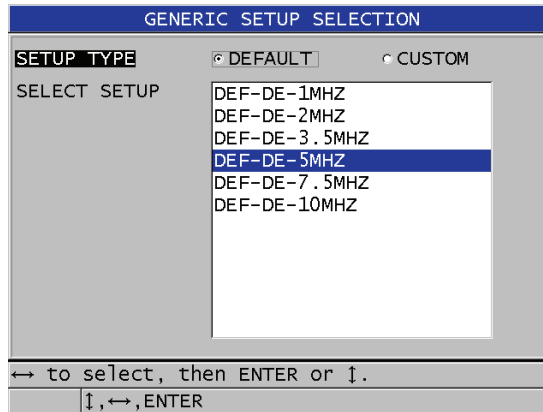 GENERIC SETUP SELECTION
SETUP TYPE DEFAULT CUSTOM
SELECT SETUP DEF-DE-1MHZ
DEF-DE-2MHZ
DEF-DE-3.5MHZ
DEF-DE-5MHZ
DEF-DE-7.5MHZ
DEF-DE-10MHZ
↔ to select, then ENTER or ↕.
↕,↔,ENTER